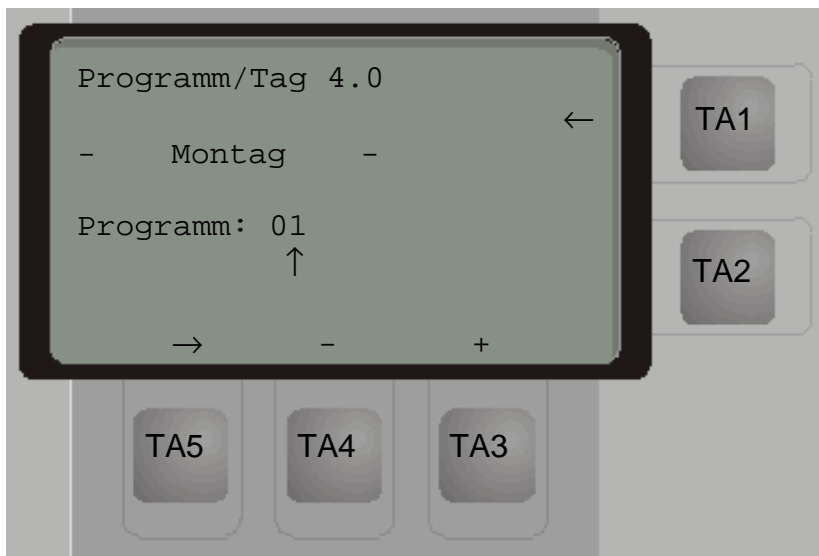 Programm/Tag 4.0
←
- Montag -
Programm: 01
↑
→ - +
TA1
TA2
TA5 TA4 TA3